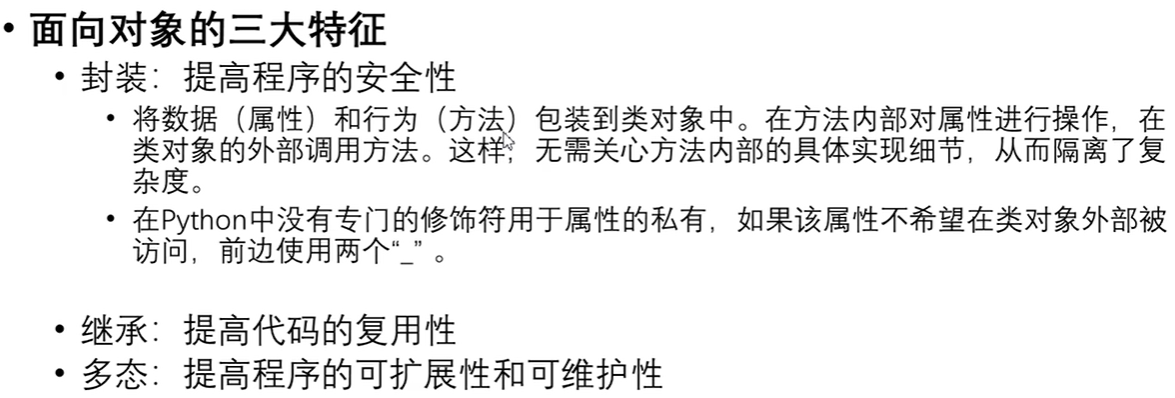 • 面向对象的三大特征
• 封装：提高程序的安全性
• 将数据（属性）和行为（方法）包装到类对象中。在方法内部对属性进行操作，在
类对象的外部调用方法。这样，无需关心方法内部的具体实现细节，从而隔离了复
杂度。
• 在Python中没有专门的修饰符用于属性的私有，如果该属性不希望在类对象外部被
访问，前边使用两个“_”。
• 继承：提高代码的复用性
• 多态：提高程序的可扩展性和可维护性